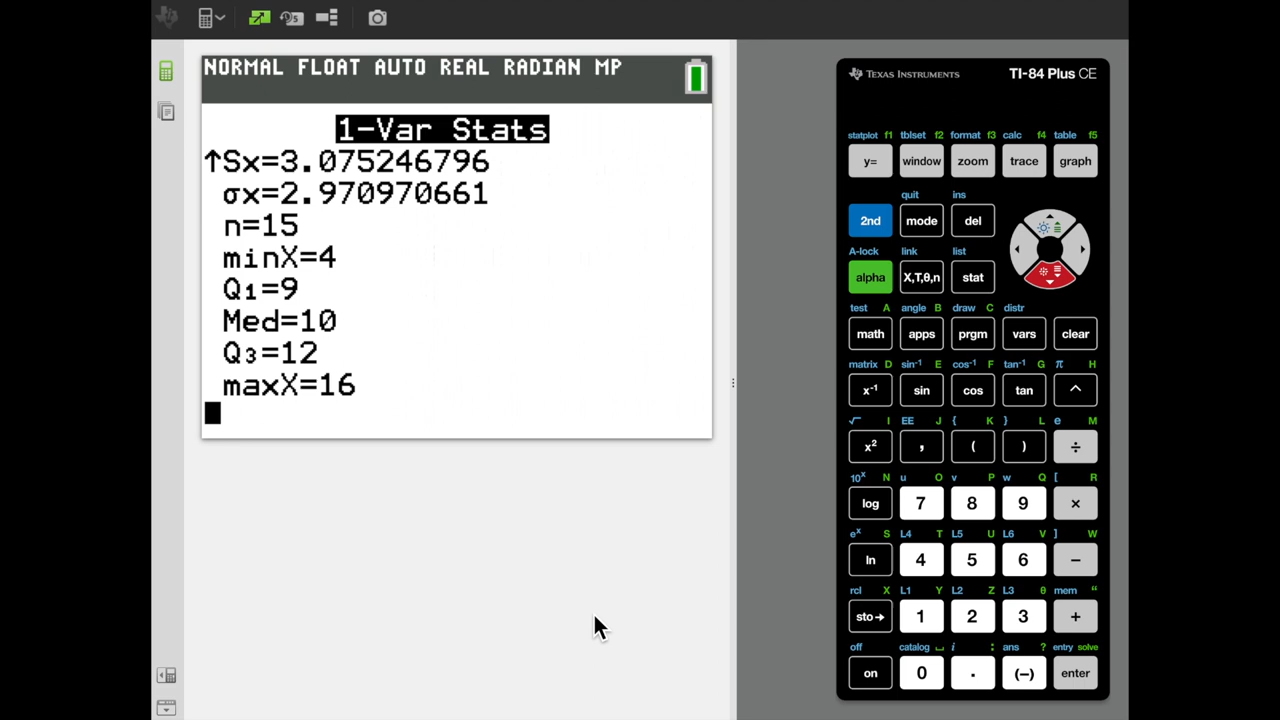 NORMAL FLOAT AUTO REAL RADIAN MP
1-Var Stats
↑Sx=3.075246796
σx=2.970970661
n=15
minX=4
Q₁=9
Med=10
Q₃=12
maxX=16
TEXAS INSTRUMENTS TI-84 Plus CE
statplot f1 tblset f2 format f3 calc f4 table f5
y= window zoom trace graph
quit ins
2nd mode del
A-lock link list
alpha X,T,θ,n stat
test A angle B draw C distr
math apps prgm vars clear
matrix D sin⁻¹ E cos⁻¹ F tan⁻¹ G π H
x⁻¹ sin cos tan ^
√ I EE J { K } L e M
x² , ( ) ÷
10ˣ N u O v P w Q [ R
log 7 8 9 ×
eˣ S L4 T L5 U L6 V ] W
ln 4 5 6 −
rcl X L1 Y L2 Z L3 θ mem “
sto→ 1 2 3 +
off catalog ⎵ i : ans ? entry solve
on 0 . (−) enter